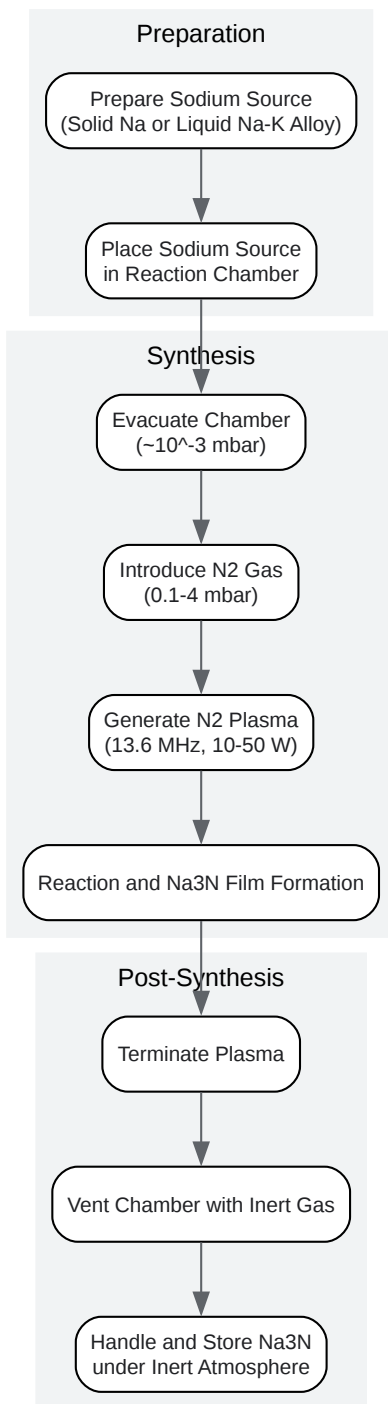 Preparation
Prepare Sodium Source
(Solid Na or Liquid Na-K Alloy)
Place Sodium Source
in Reaction Chamber
Synthesis
Evacuate Chamber
(~10^-3 mbar)
Introduce N2 Gas
(0.1-4 mbar)
Generate N2 Plasma
(13.6 MHz, 10-50 W)
Reaction and Na3N Film Formation
Post-Synthesis
Terminate Plasma
Vent Chamber with Inert Gas
Handle and Store Na3N
under Inert Atmosphere